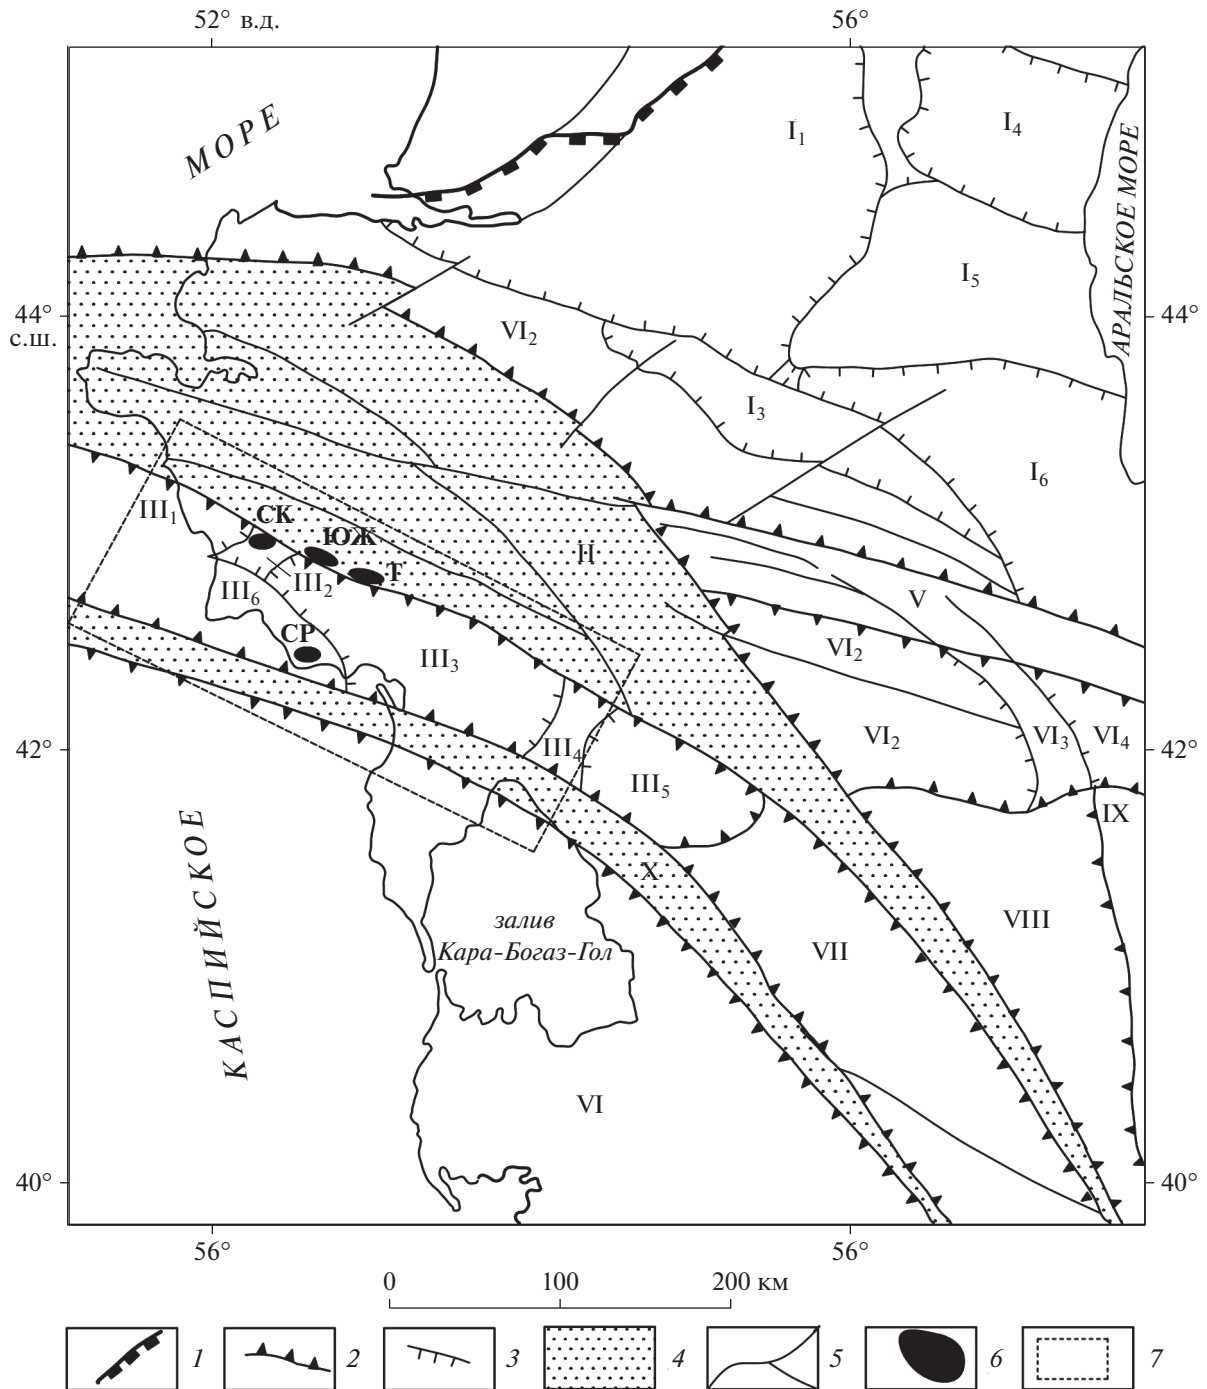 52° в.д.
56°
МОРЕ
I₁
I₄
АРАЛЬСКОЕ МОРЕ
I₅
44°
с.ш.
44°
VI₂
I₃
I₆
III₁
СК
ЮЖ
II
Т
III₂
III₆
V
СР
VI₂
III₃
42°
III₄
VI₂
VI₃
VI₄
42°
III₅
IX
КАСПИЙСКОЕ
X
залив
Кара-Богаз-Гол
VII
VIII
VI
40°
40°
56°
56°
0 100 200 км
1 2 3 4 5 6 7